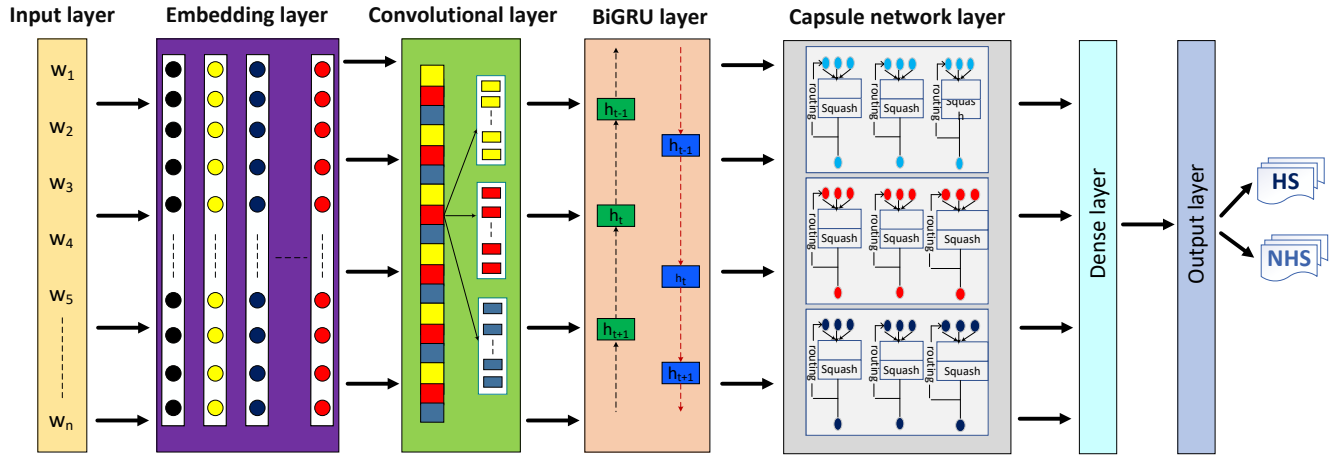 Input layer
Embedding layer
Convolutional layer
BiGRU layer
Capsule network layer
w1
w2
w3
w4
w5
wn
ht-1
ht
ht+1
ht-1
ht
ht+1
routing
Squash
routing
Squash
routing
Squas
h
routing
Squash
routing
Squash
routing
Squash
routing
Squash
routing
Squash
routing
Squash
Dense layer
Output layer
HS
NHS